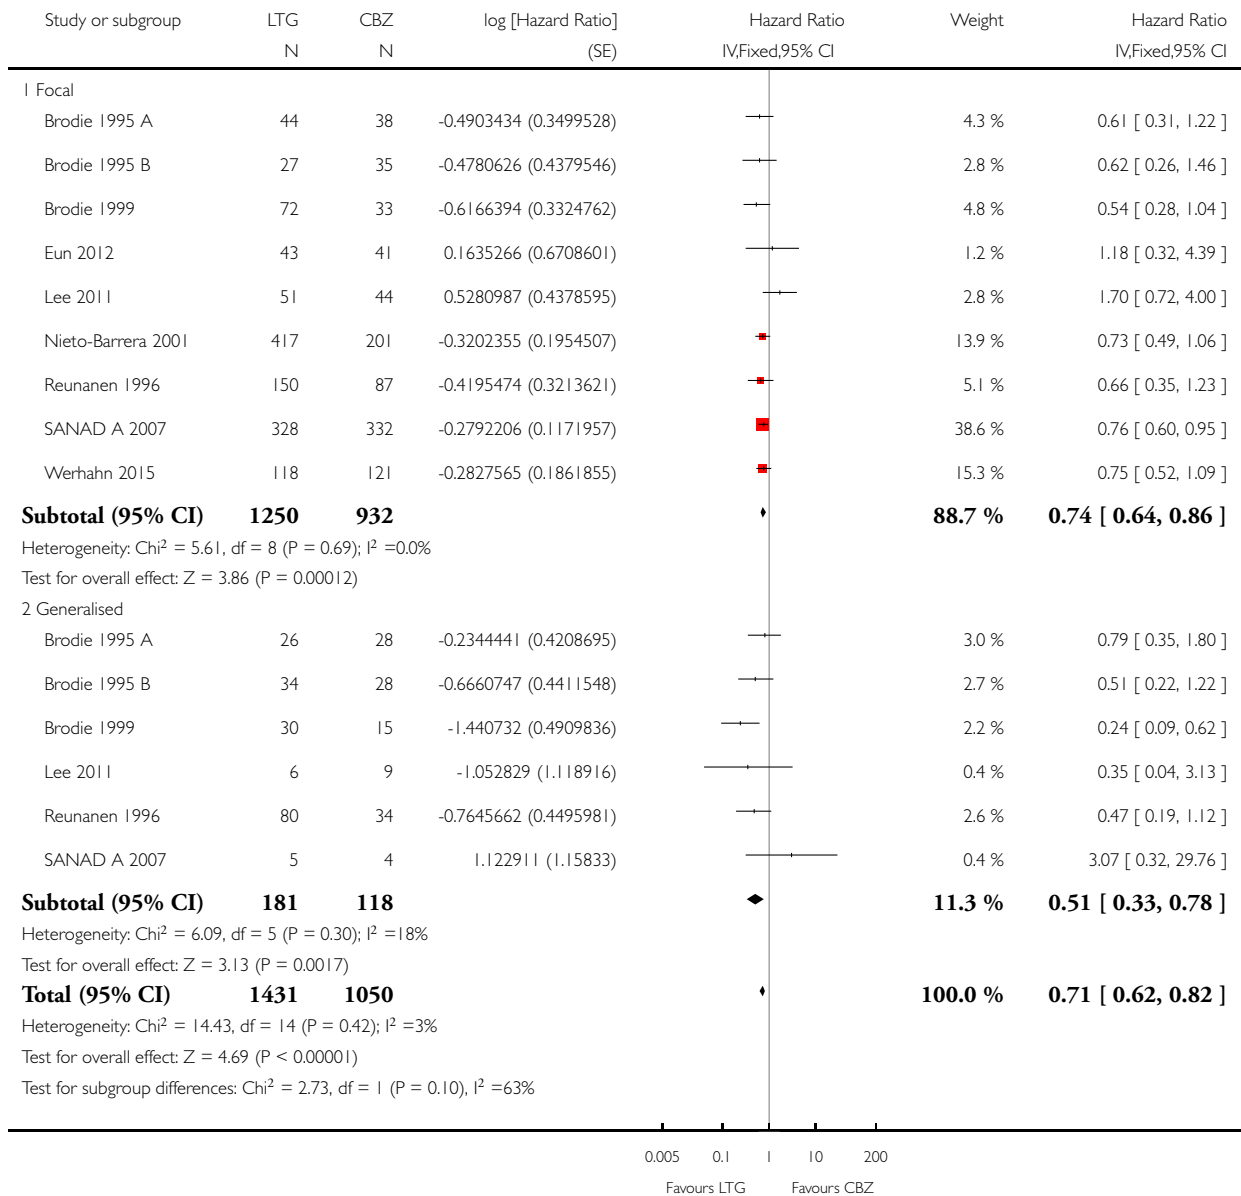 Study or subgroup LTG CBZ log [Hazard Ratio] Hazard Ratio Weight Hazard Ratio
N N (SE) IV,Fixed,95% CI IV,Fixed,95% CI
1 Focal
Brodie 1995 A 44 38 -0.4903434 (0.3499528) 4.3 % 0.61 [ 0.31, 1.22 ]
Brodie 1995 B 27 35 -0.4780626 (0.4379546) 2.8 % 0.62 [ 0.26, 1.46 ]
Brodie 1999 72 33 -0.6166394 (0.3324762) 4.8 % 0.54 [ 0.28, 1.04 ]
Eun 2012 43 41 0.1635266 (0.6708601) 1.2 % 1.18 [ 0.32, 4.39 ]
Lee 2011 51 44 0.5280987 (0.4378595) 2.8 % 1.70 [ 0.72, 4.00 ]
Nieto-Barrera 2001 417 201 -0.3202355 (0.1954507) 13.9 % 0.73 [ 0.49, 1.06 ]
Reunanen 1996 150 87 -0.4195474 (0.3213621) 5.1 % 0.66 [ 0.35, 1.23 ]
SANAD A 2007 328 332 -0.2792206 (0.1171957) 38.6 % 0.76 [ 0.60, 0.95 ]
Werhahn 2015 118 121 -0.2827565 (0.1861855) 15.3 % 0.75 [ 0.52, 1.09 ]
Subtotal (95% CI) 1250 932 88.7 % 0.74 [ 0.64, 0.86 ]
Heterogeneity: Chi² = 5.61, df = 8 (P = 0.69); I² =0.0%
Test for overall effect: Z = 3.86 (P = 0.00012)
2 Generalised
Brodie 1995 A 26 28 -0.2344441 (0.4208695) 3.0 % 0.79 [ 0.35, 1.80 ]
Brodie 1995 B 34 28 -0.6660747 (0.4411548) 2.7 % 0.51 [ 0.22, 1.22 ]
Brodie 1999 30 15 -1.440732 (0.4909836) 2.2 % 0.24 [ 0.09, 0.62 ]
Lee 2011 6 9 -1.052829 (1.118916) 0.4 % 0.35 [ 0.04, 3.13 ]
Reunanen 1996 80 34 -0.7645662 (0.4495981) 2.6 % 0.47 [ 0.19, 1.12 ]
SANAD A 2007 5 4 1.122911 (1.15833) 0.4 % 3.07 [ 0.32, 29.76 ]
Subtotal (95% CI) 181 118 11.3 % 0.51 [ 0.33, 0.78 ]
Heterogeneity: Chi² = 6.09, df = 5 (P = 0.30); I² =18%
Test for overall effect: Z = 3.13 (P = 0.0017)
Total (95% CI) 1431 1050 100.0 % 0.71 [ 0.62, 0.82 ]
Heterogeneity: Chi² = 14.43, df = 14 (P = 0.42); I² =3%
Test for overall effect: Z = 4.69 (P < 0.00001)
Test for subgroup differences: Chi² = 2.73, df = 1 (P = 0.10), I² =63%
0.005 0.1 1 10 200
Favours LTG Favours CBZ